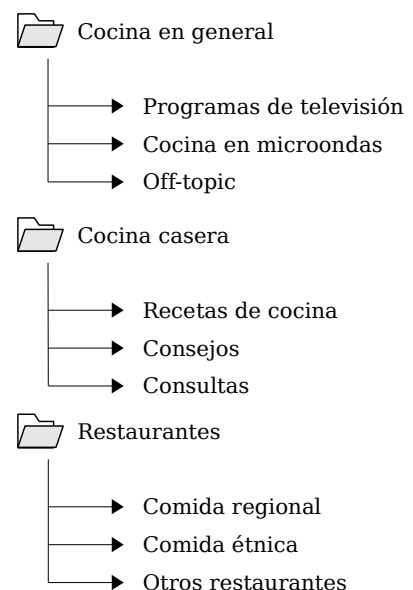 Cocina en general
Programas de televisión
Cocina en microondas
Off-topic
Cocina casera
Recetas de cocina
Consejos
Consultas
Restaurantes
Comida regional
Comida étnica
Otros restaurantes